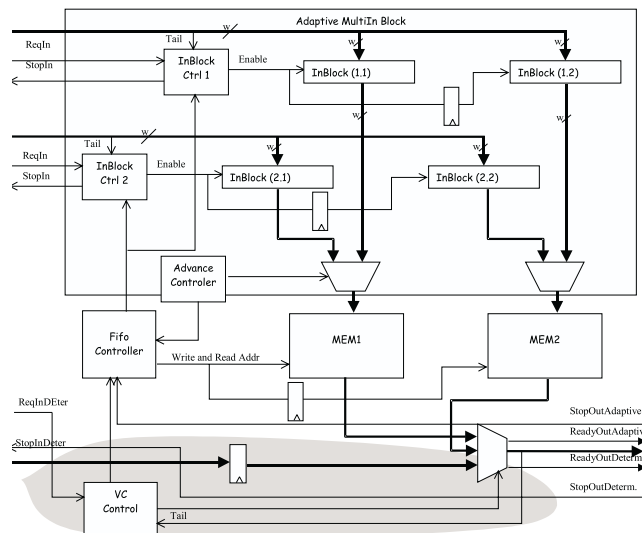 Adaptive MultiIn Block
w
ReqIn
Tail
w
StopIn
InBlock
Ctrl 1
Enable
InBlock (1,1)
InBlock (1,2)
w
w
w
Tail
w
w
ReqIn
StopIn
InBlock
Ctrl 2
Enable
InBlock (2,1)
InBlock (2,2)
Advance
Controler
Fifo
Controller
MEM1
MEM2
Write and Read Addr
ReqInDEter
StopInDeter
StopOutAdaptive
ReadyOutAdaptiv
ReadyOutDeterm
StopOutDeterm.
VC
Control
Tail